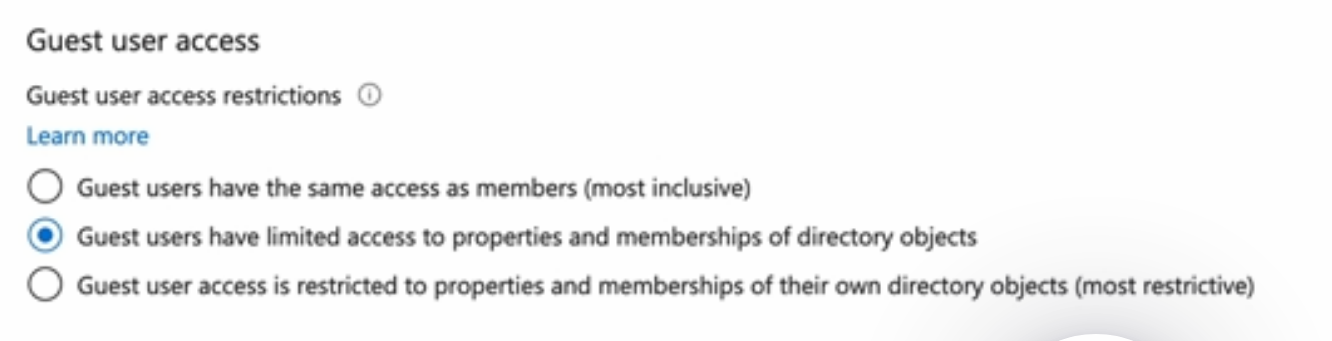 Guest user access
Guest user access restrictions
Learn more
Guest users have the same access as members (most inclusive)
Guest users have limited access to properties and memberships of directory objects
Guest user access is restricted to properties and memberships of their own directory objects (most restrictive)